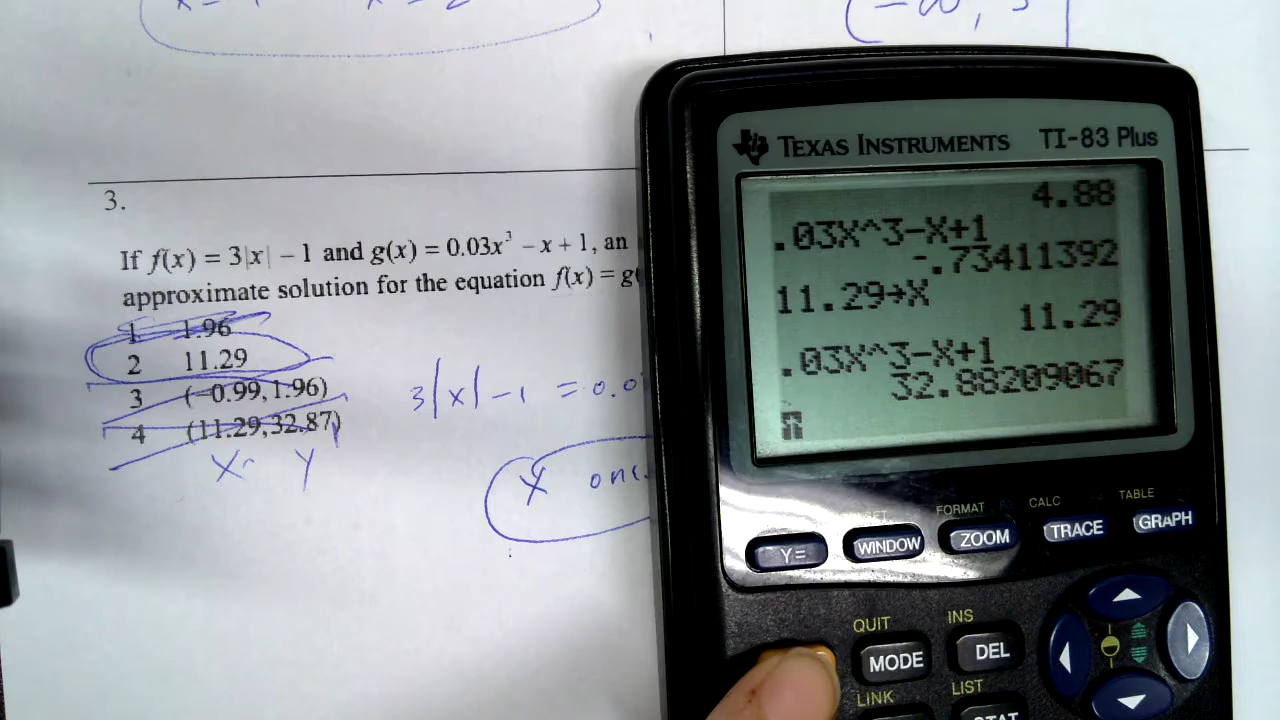 TEXAS INSTRUMENTS TI-83 Plus
4.88
.03X^3-X+1
-.73411392
11.29→X
11.29
.03X^3-X+1
32.88209067
3.
If f(x) = 3|x| – 1 and g(x) = 0.03x³ – x + 1, an
approximate solution for the equation f(x) = g(
1 1.96
2 11.29
3 (–0.99,1.96)
4 (11.29,32.87)
X Y
3|x|-1 = 0.0
X
FORMAT CALC TABLE
Y= WINDOW ZOOM TRACE GRAPH
QUIT INS
MODE DEL
LINK LIST
STAT